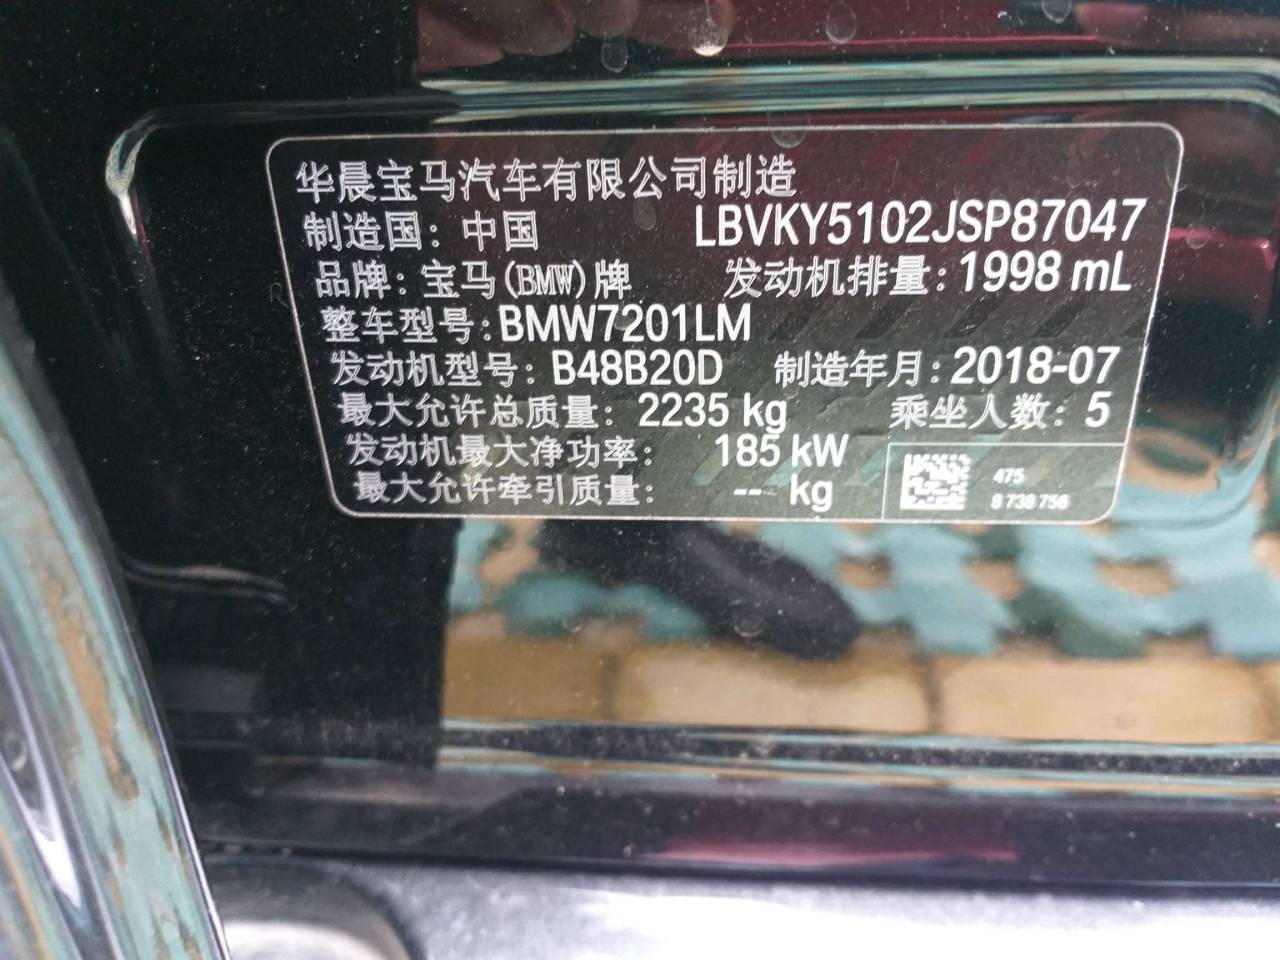 华晨宝马汽车有限公司制造
制造国：中国 LBVKY5102JSP87047
品牌：宝马(BMW)牌 发动机排量：1998 mL
整车型号：BMW7201LM
发动机型号：B48B20D 制造年月：2018-07
最大允许总质量：2235 kg 乘坐人数：5
发动机最大净功率：185 kW
最大允许牵引质量：-- kg
475
8 738 756